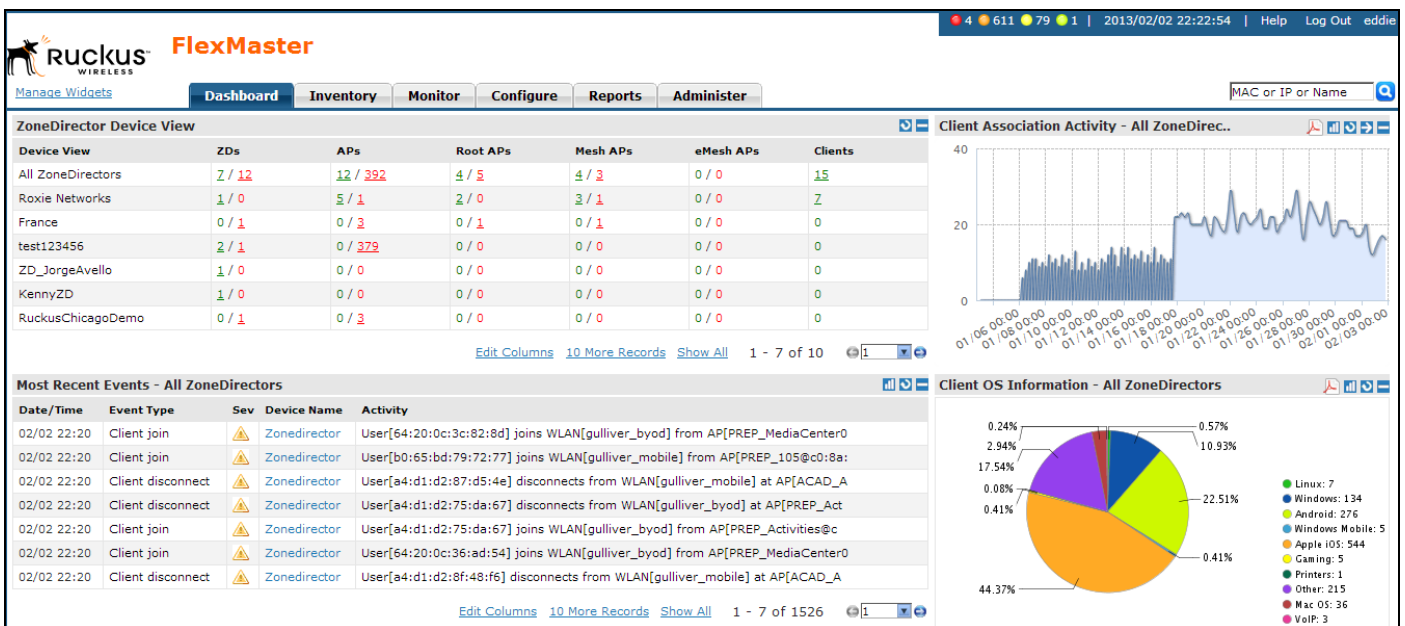 4 611 79 1 | 2013/02/02 22:22:54 | Help Log Out eddie
Ruckus WIRELESS FlexMaster
Manage Widgets Dashboard Inventory Monitor Configure Reports Administer MAC or IP or Name
ZoneDirector Device View
Device View ZDs APs Root APs Mesh APs eMesh APs Clients
All ZoneDirectors 7 / 12 12 / 392 4 / 5 4 / 3 0 / 0 15
Roxie Networks 1 / 0 5 / 1 2 / 0 3 / 1 0 / 0 7
France 0 / 1 0 / 3 0 / 1 0 / 1 0 / 0 0
test123456 2 / 1 0 / 379 0 / 0 0 / 0 0 / 0 0
ZD_JorgeAvello 1 / 0 0 / 0 0 / 0 0 / 0 0 / 0 0
KennyZD 1 / 0 0 / 0 0 / 0 0 / 0 0 / 0 0
RuckusChicagoDemo 0 / 1 0 / 3 0 / 0 0 / 0 0 / 0 0
Edit Columns 10 More Records Show All 1 - 7 of 10 1
Client Association Activity - All ZoneDirec..
40
20
0
01/06 00:00 01/08 00:00 01/10 00:00 01/12 00:00 01/14 00:00 01/16 00:00 01/18 00:00 01/20 00:00 01/22 00:00 01/24 00:00 01/26 00:00 01/28 00:00 01/30 00:00 02/01 00:00 02/03 00:00
Most Recent Events - All ZoneDirectors
Date/Time Event Type Sev Device Name Activity
02/02 22:20 Client join Zonedirector User[64:20:0c:3c:82:8d] joins WLAN[gulliver_byod] from AP[PREP_MediaCenter0
02/02 22:20 Client join Zonedirector User[b0:65:bd:79:72:77] joins WLAN[gulliver_mobile] from AP[PREP_105@c0:8a:
02/02 22:20 Client disconnect Zonedirector User[a4:d1:d2:87:d5:4e] disconnects from WLAN[gulliver_mobile] at AP[ACAD_A
02/02 22:20 Client disconnect Zonedirector User[a4:d1:d2:75:da:67] disconnects from WLAN[gulliver_byod] at AP[PREP_Act
02/02 22:20 Client join Zonedirector User[a4:d1:d2:75:da:67] joins WLAN[gulliver_byod] from AP[PREP_Activities@c
02/02 22:20 Client join Zonedirector User[64:20:0c:36:ad:54] joins WLAN[gulliver_byod] from AP[PREP_MediaCenter0
02/02 22:20 Client disconnect Zonedirector User[a4:d1:d2:8f:48:f6] disconnects from WLAN[gulliver_mobile] at AP[ACAD_A
Edit Columns 10 More Records Show All 1 - 7 of 1526 1
Client OS Information - All ZoneDirectors
0.24% 0.57%
2.94% 10.93%
17.54%
0.08% 22.51%
0.41%
0.41%
44.37%
Linux: 7
Windows: 134
Android: 276
Windows Mobile: 5
Apple iOS: 544
Gaming: 5
Printers: 1
Other: 215
Mac OS: 36
VoIP: 3